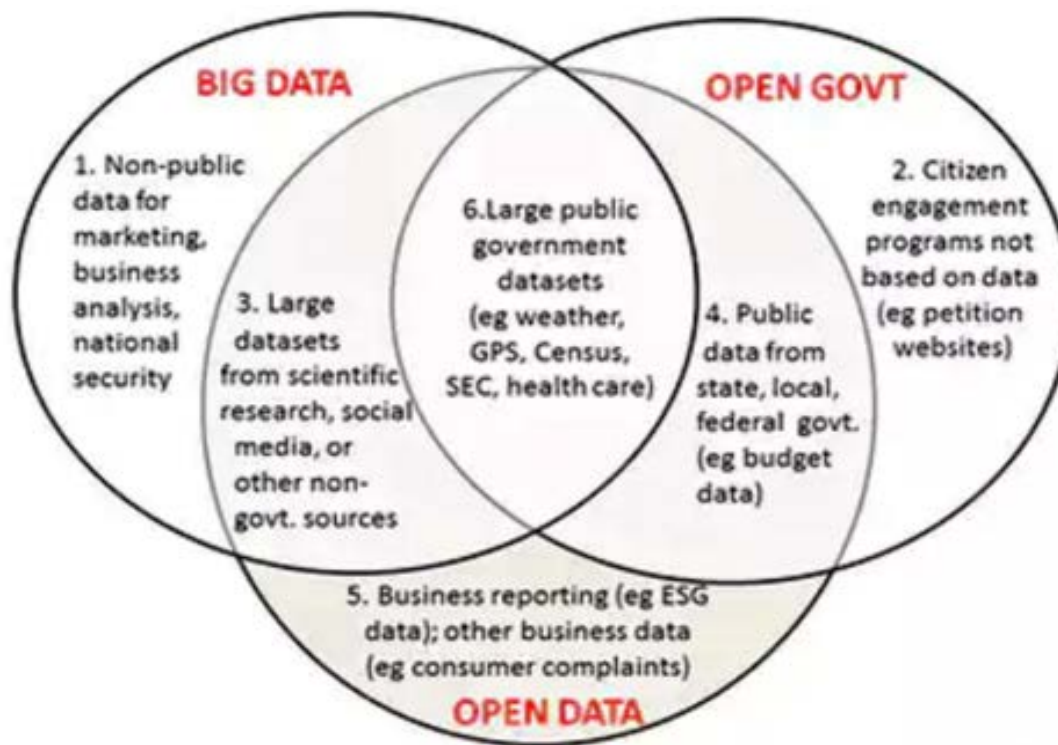 BIG DATA
OPEN GOVT
1. Non-public
data for
marketing,
business
analysis,
national
security
2. Citizen
engagement
programs not
based on data
(eg petition
websites)
3. Large
datasets
from scientific
research, social
media, or
other non-
govt. sources
6.Large public
government
datasets
(eg weather,
GPS, Census,
SEC, health care)
4. Public
data from
state, local,
federal govt.
(eg budget
data)
5. Business reporting (eg ESG
data); other business data
(eg consumer complaints)
OPEN DATA